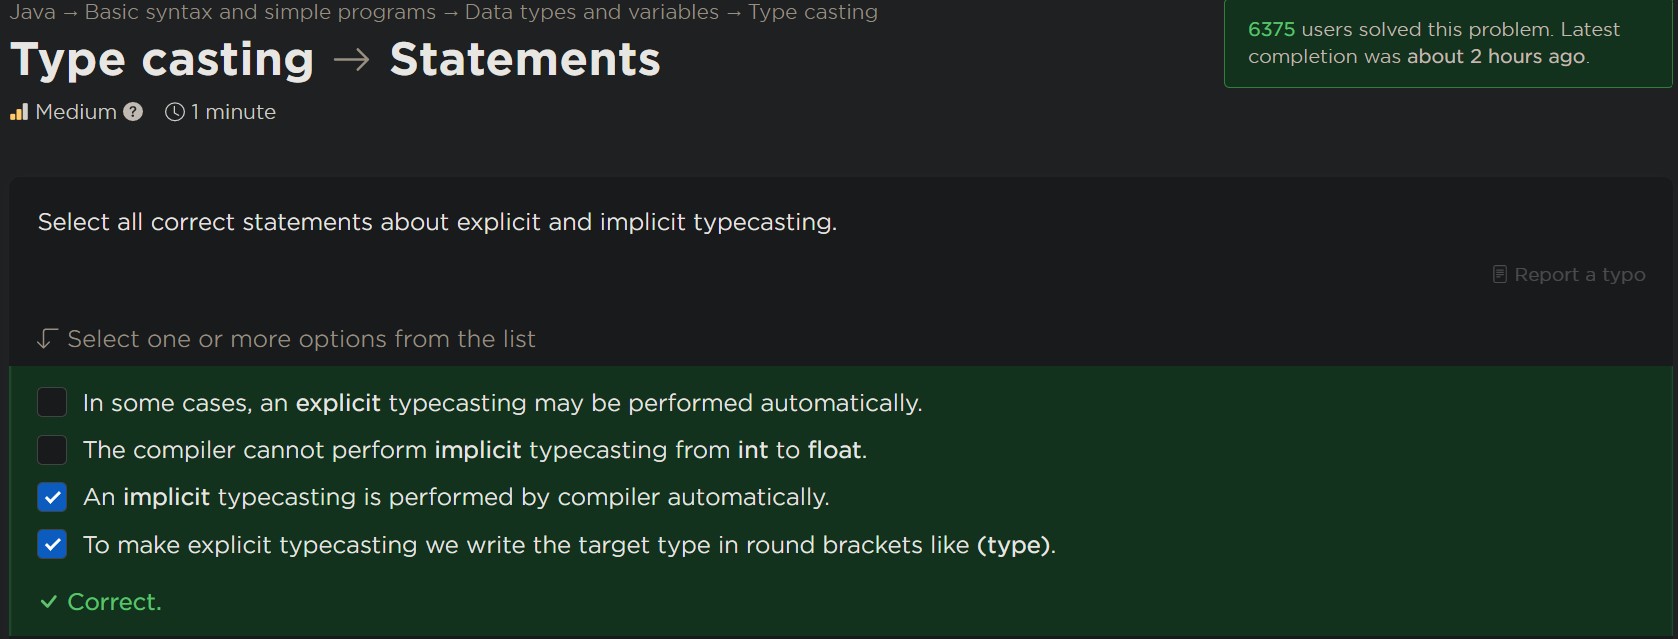 Java → Basic syntax and simple programs → Data types and variables → Type casting
Type casting → Statements
Medium ? 1 minute
6375 users solved this problem. Latest
completion was about 2 hours ago.
Select all correct statements about explicit and implicit typecasting.
Report a typo
Select one or more options from the list
In some cases, an explicit typecasting may be performed automatically.
The compiler cannot perform implicit typecasting from int to float.
An implicit typecasting is performed by compiler automatically.
To make explicit typecasting we write the target type in round brackets like (type).
Correct.